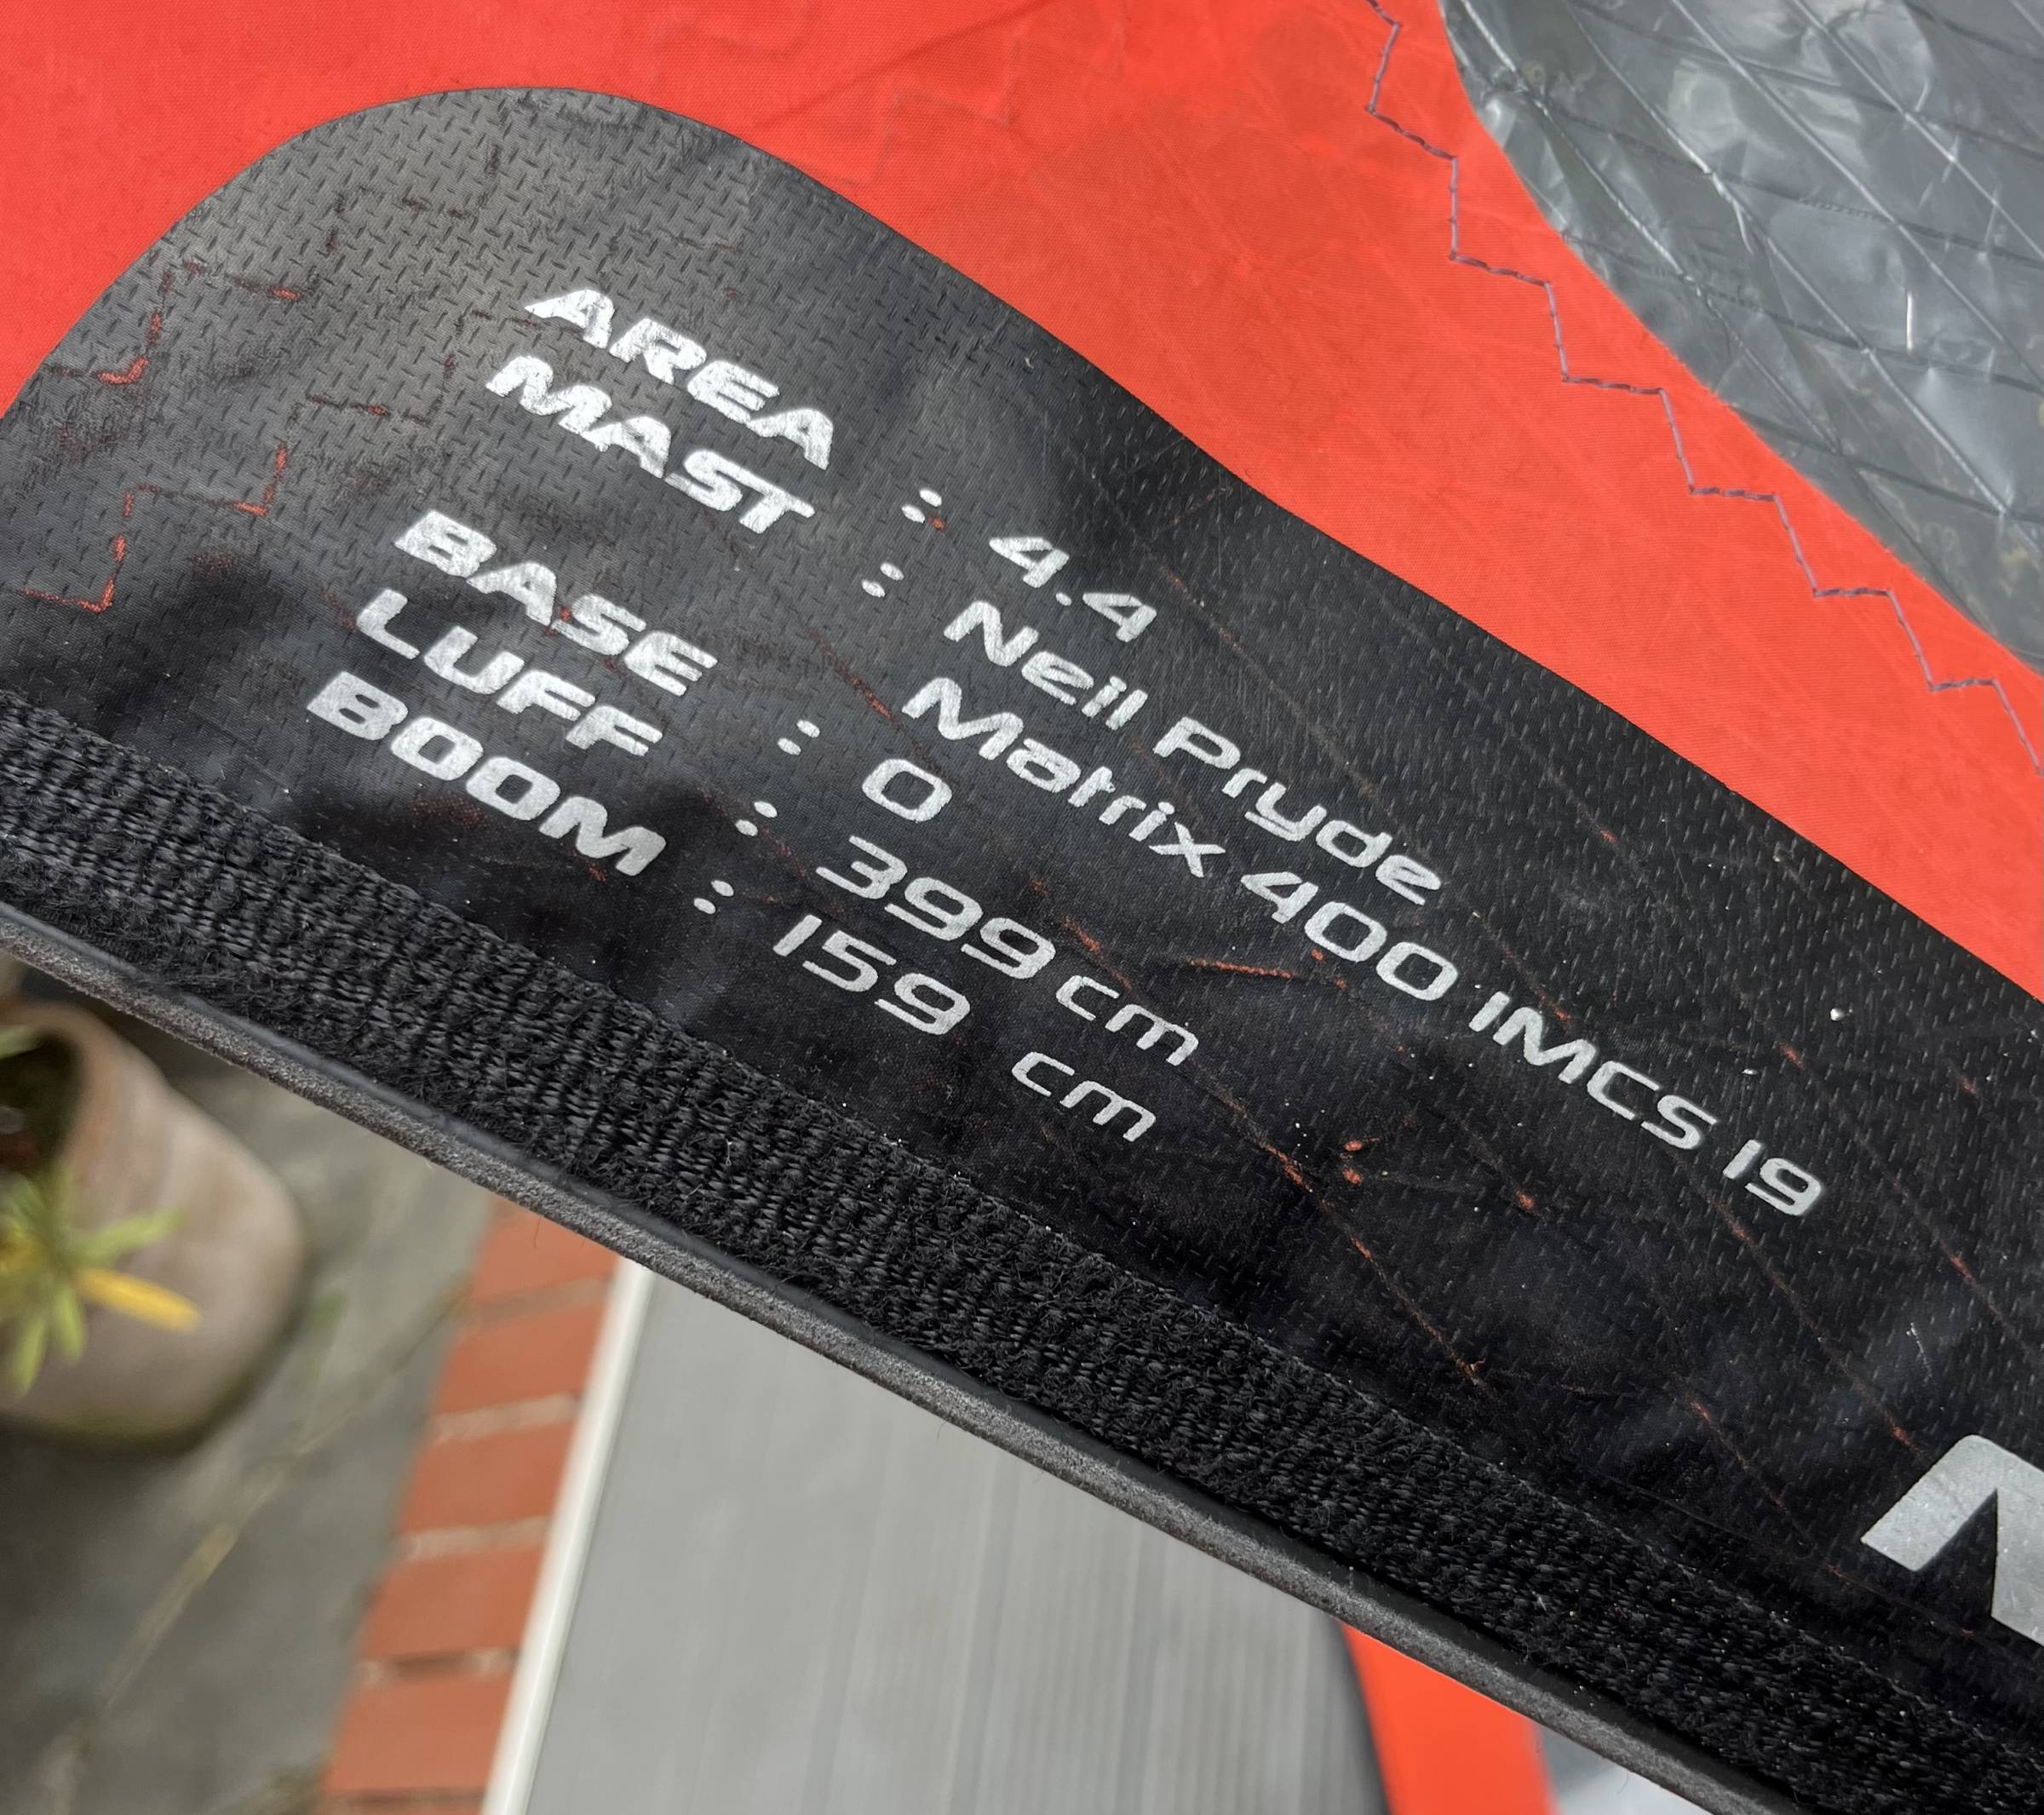 AREA : 4.4
MAST : Neil Pryde
Matrix 400 IMCS 19
BASE : 0
LUFF : 399 cm
BOOM : 159 cm